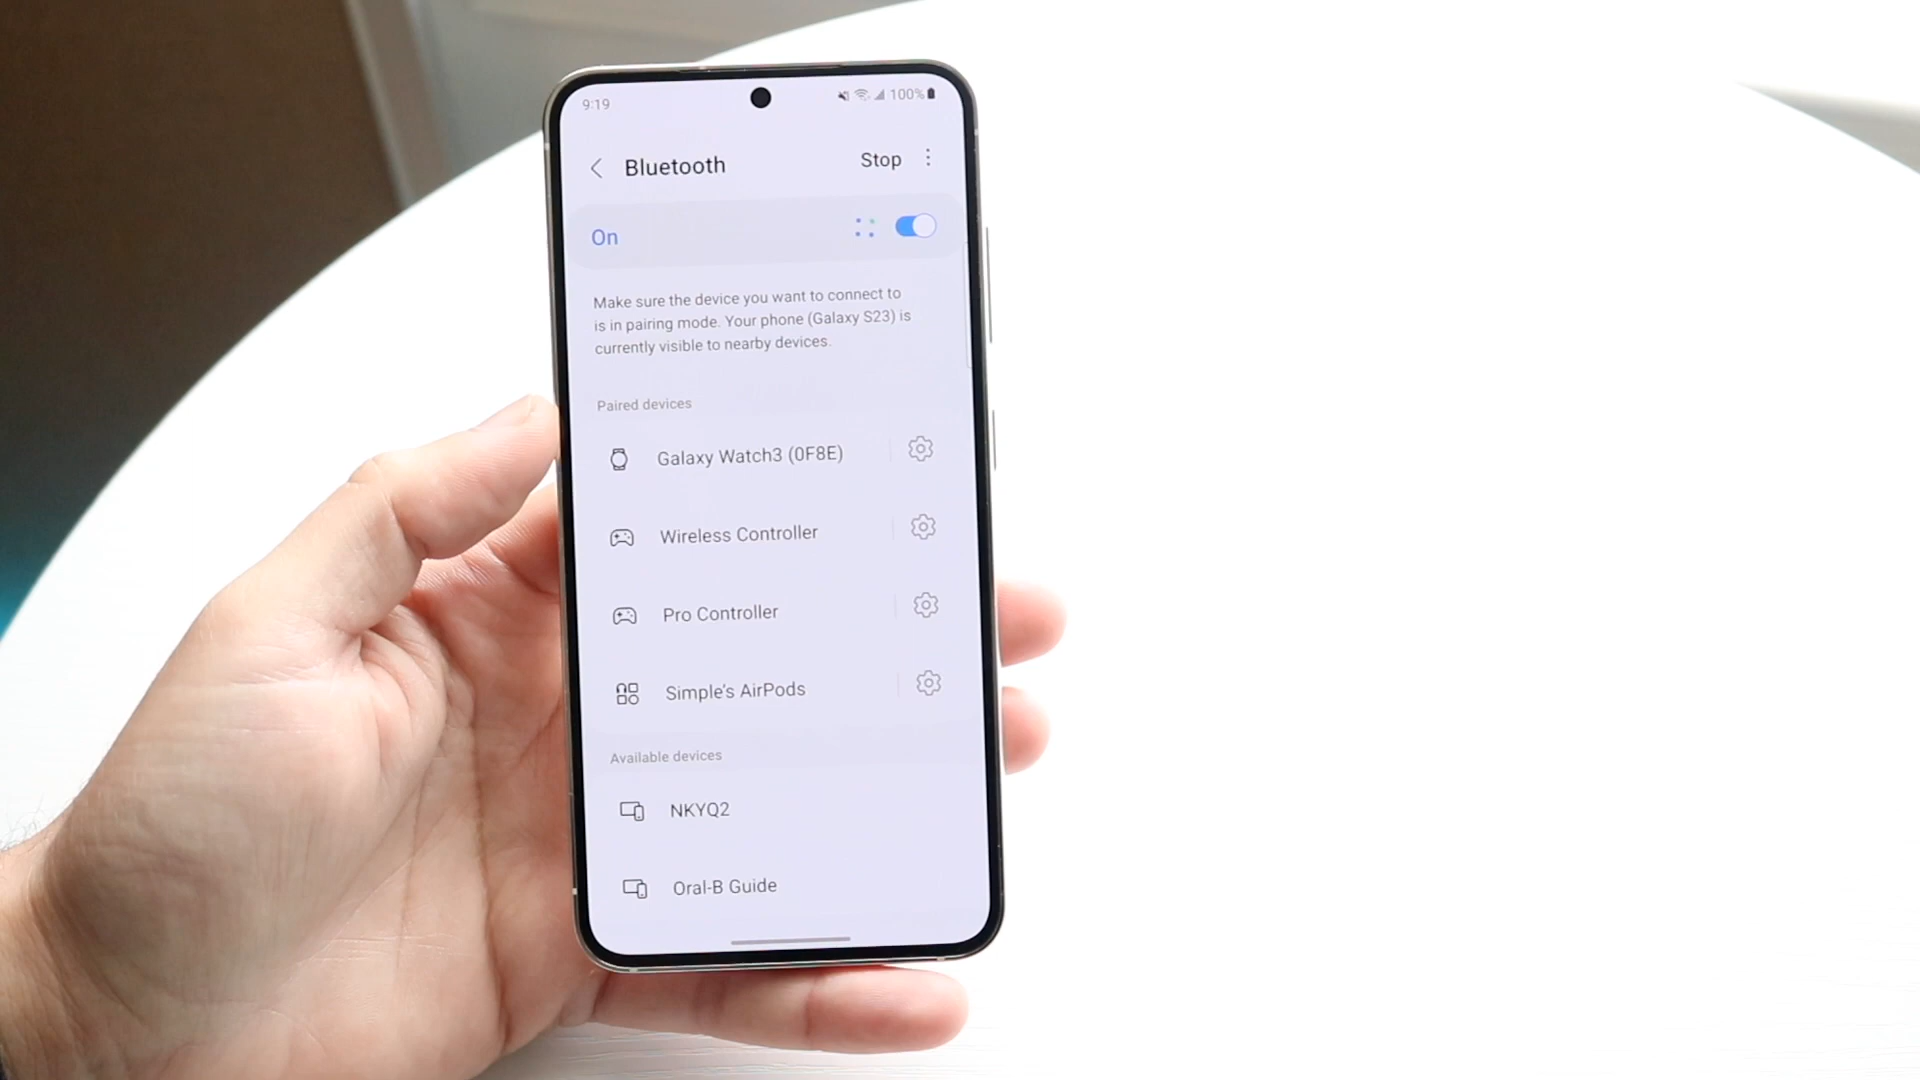 9:19
100%
Bluetooth
Stop
On
Make sure the device you want to connect to
is in pairing mode. Your phone (Galaxy S23) is
currently visible to nearby devices.
Paired devices
Galaxy Watch3 (0F8E)
Wireless Controller
Pro Controller
Simple's AirPods
Available devices
NKYQ2
Oral-B Guide